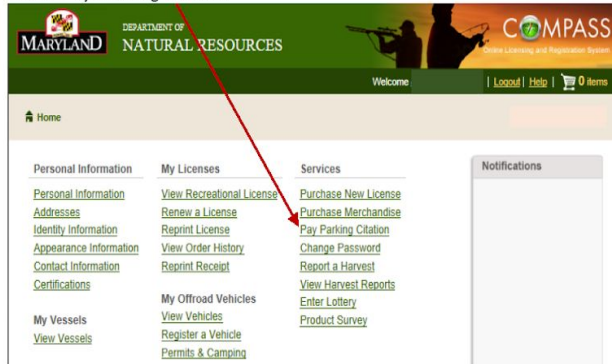 MARYLAND
DEPARTMENT OF
NATURAL RESOURCES
COMPASS
Online Licensing and Registration System
Welcome
| Logout | Help | 0 items
Home
Personal Information
Personal Information
Addresses
Identity Information
Appearance Information
Contact Information
Certifications
My Vessels
View Vessels
My Licenses
View Recreational License
Renew a License
Reprint License
View Order History
Reprint Receipt
My Offroad Vehicles
View Vehicles
Register a Vehicle
Permits & Camping
Services
Purchase New License
Purchase Merchandise
Pay Parking Citation
Change Password
Report a Harvest
View Harvest Reports
Enter Lottery
Product Survey
Notifications